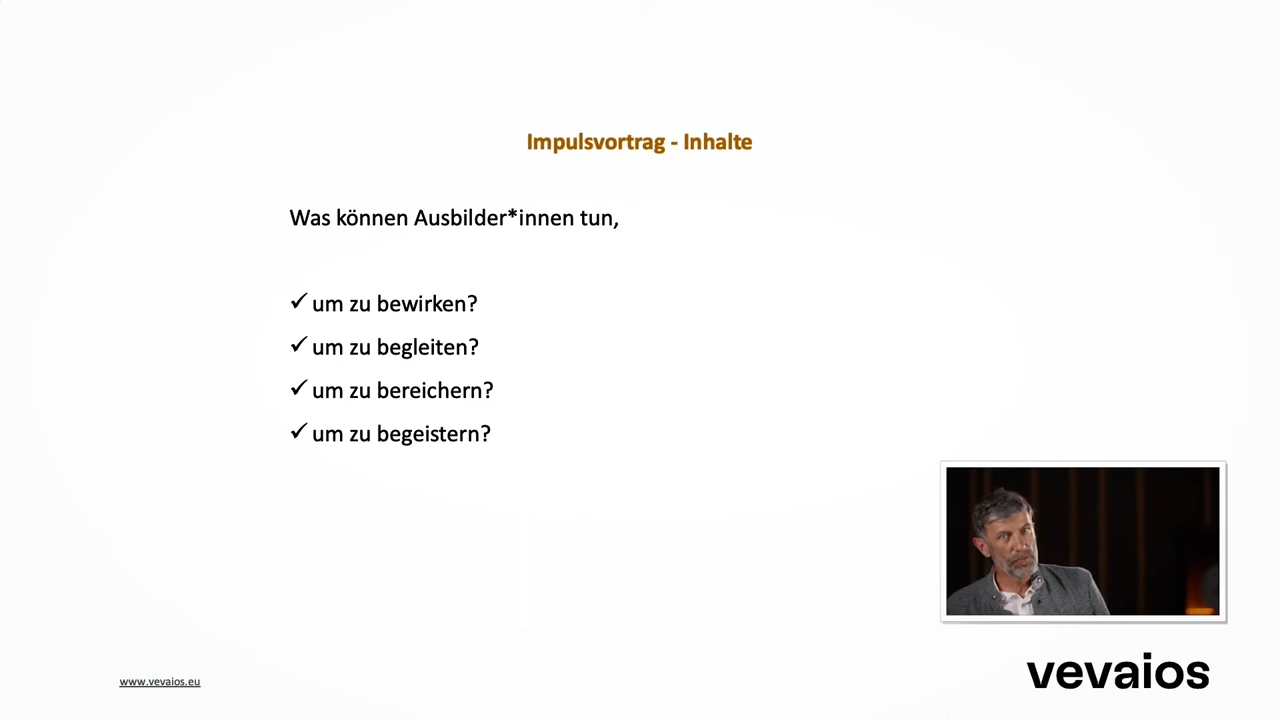 Impulsvortrag - Inhalte
Was können Ausbilder*innen tun,
✓ um zu bewirken?
✓ um zu begleiten?
✓ um zu bereichern?
✓ um zu begeistern?
www.vevaios.eu
vevaios